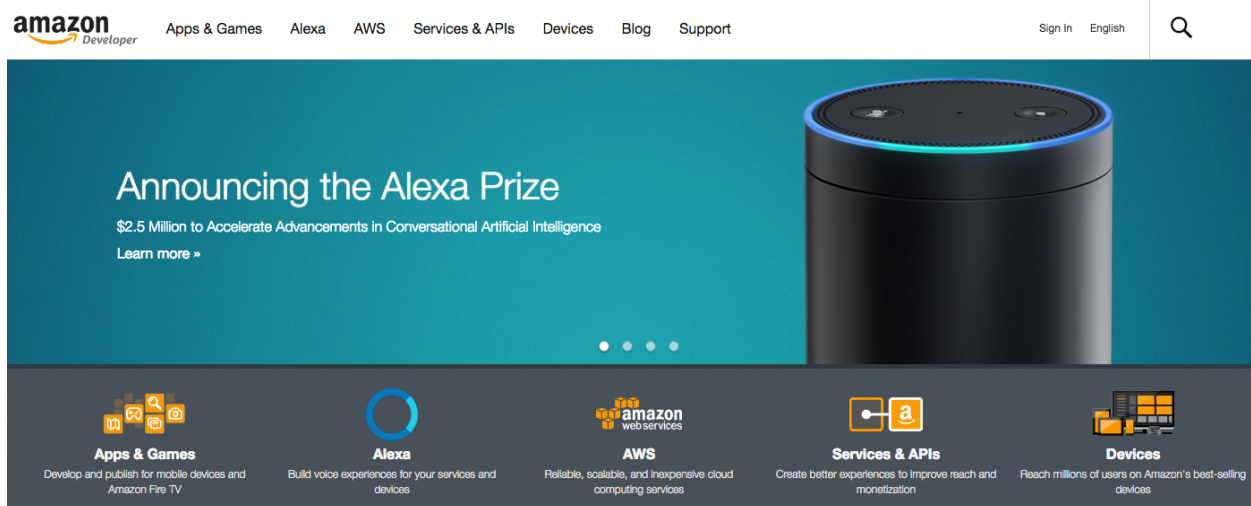 amazon
Developer
Apps & Games Alexa AWS Services & APIs Devices Blog Support
Sign In English
Announcing the Alexa Prize
$2.5 Million to Accelerate Advancements in Conversational Artificial Intelligence
Learn more »
a
amazon
webservices
Apps & Games Alexa AWS Services & APIs Devices
Develop and publish for mobile devices and
Amazon Fire TV
Build voice experiences for your services and
devices
Reliable, scalable, and inexpensive cloud
computing services
Create better experiences to improve reach and
monetization
Reach millions of users on Amazon's best-selling
devices